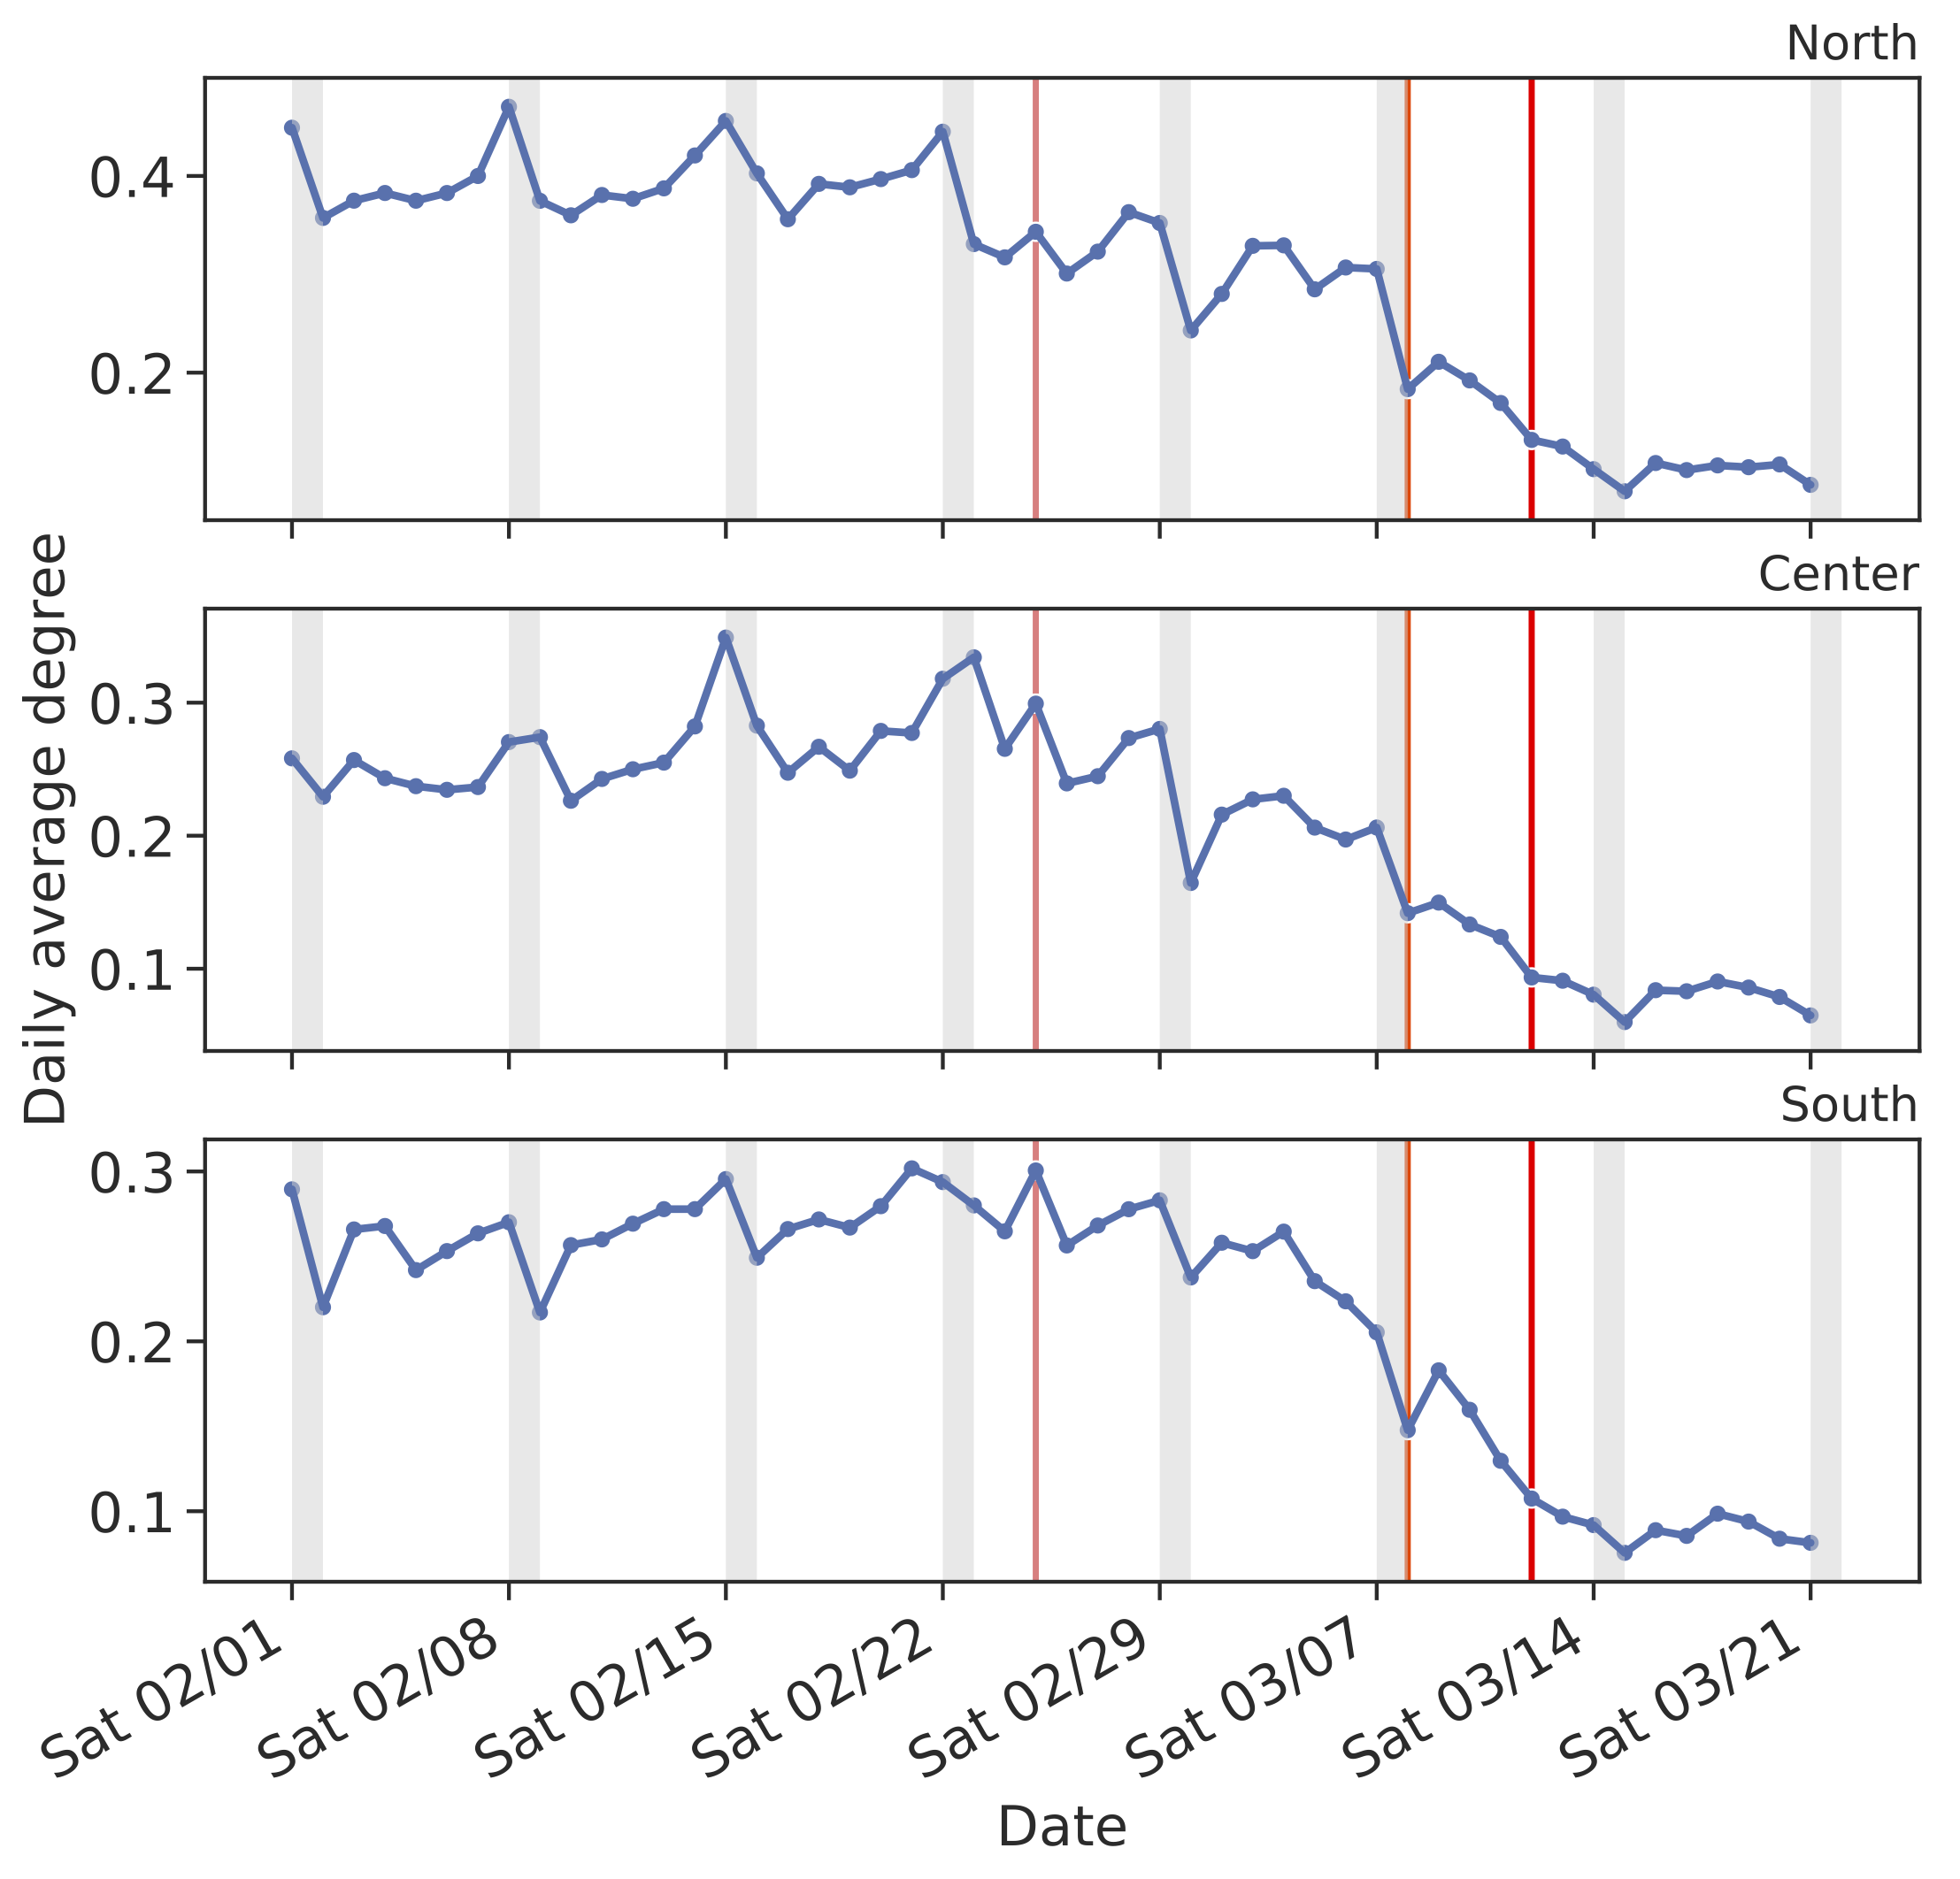 North
0.4
0.2
Center
0.3
0.2
0.1
South
0.3
0.2
0.1
Daily average degree
Sat 02/01
Sat 02/08
Sat 02/15
Sat 02/22
Sat 02/29
Sat 03/07
Sat 03/14
Sat 03/21
Date